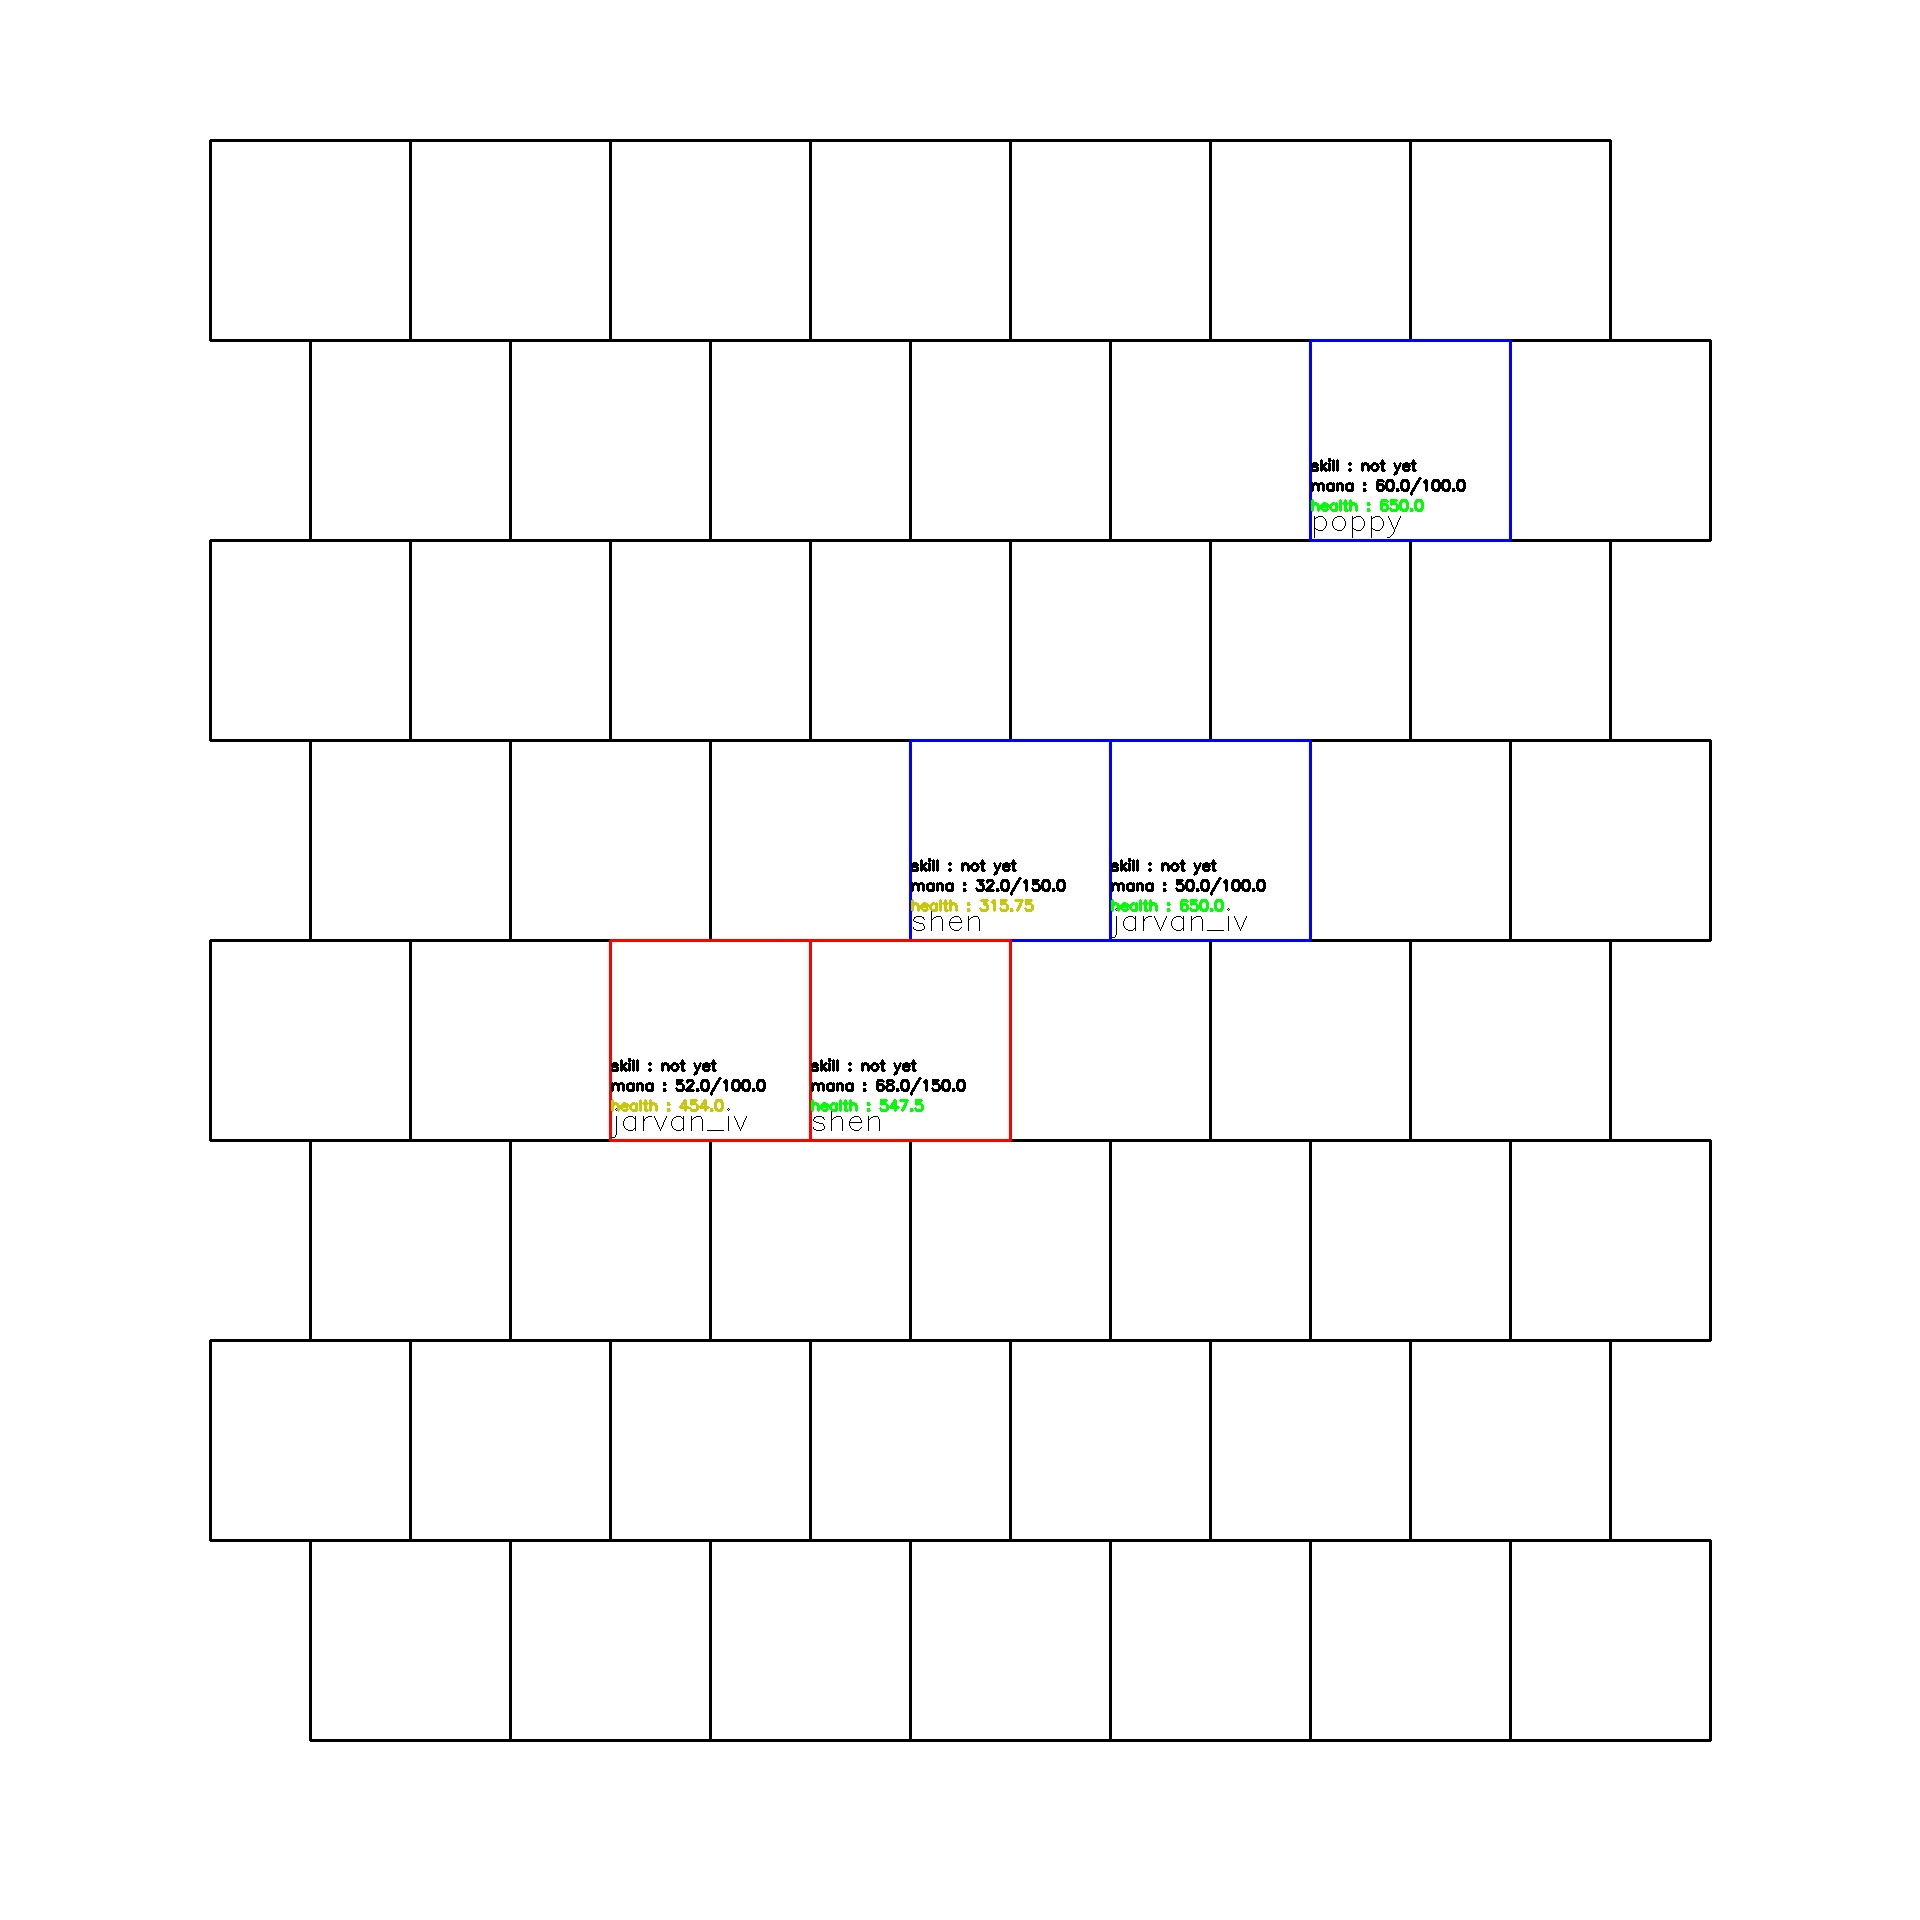 skill : not yet
mana : 60.0/100.0
health : 650.0
poppy
skill : not yet
mana : 32.0/150.0
health : 315.75
shen
skill : not yet
mana : 50.0/100.0
health : 650.0
jarvan_iv
skill : not yet
mana : 52.0/100.0
health : 454.0
jarvan_iv
skill : not yet
mana : 68.0/150.0
health : 547.5
shen